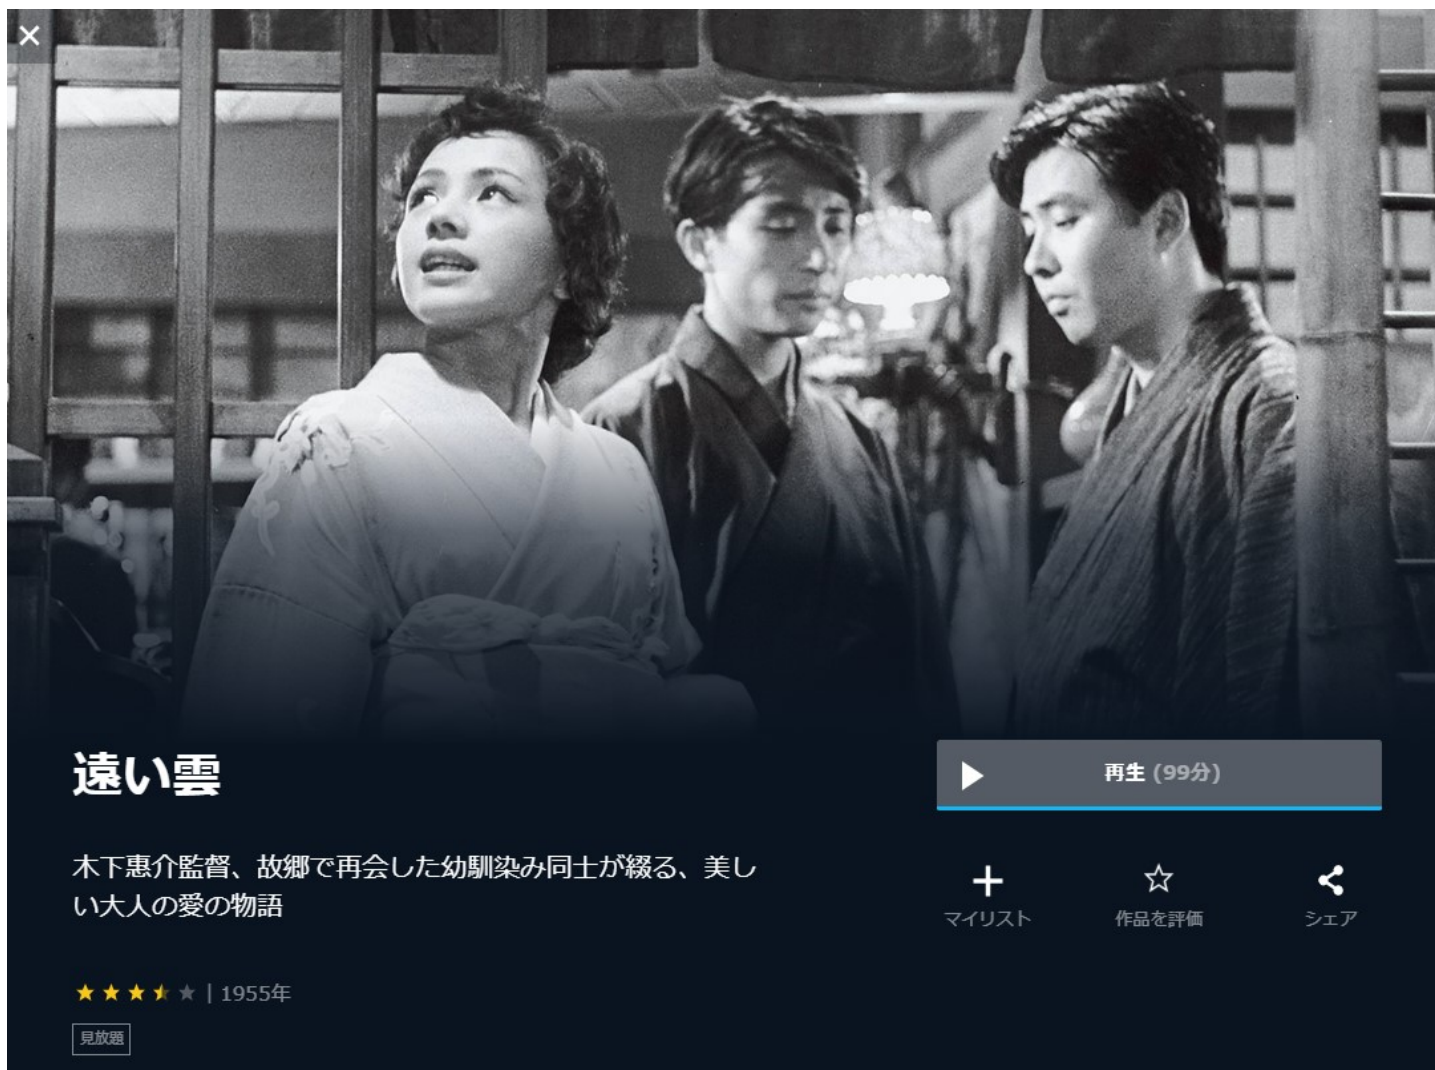 遠い雲
再生 (99分)
木下惠介監督、故郷で再会した幼馴染み同士が綴る、美し
い大人の愛の物語
マイリスト
作品を評価
シェア
| 1955年
見放題